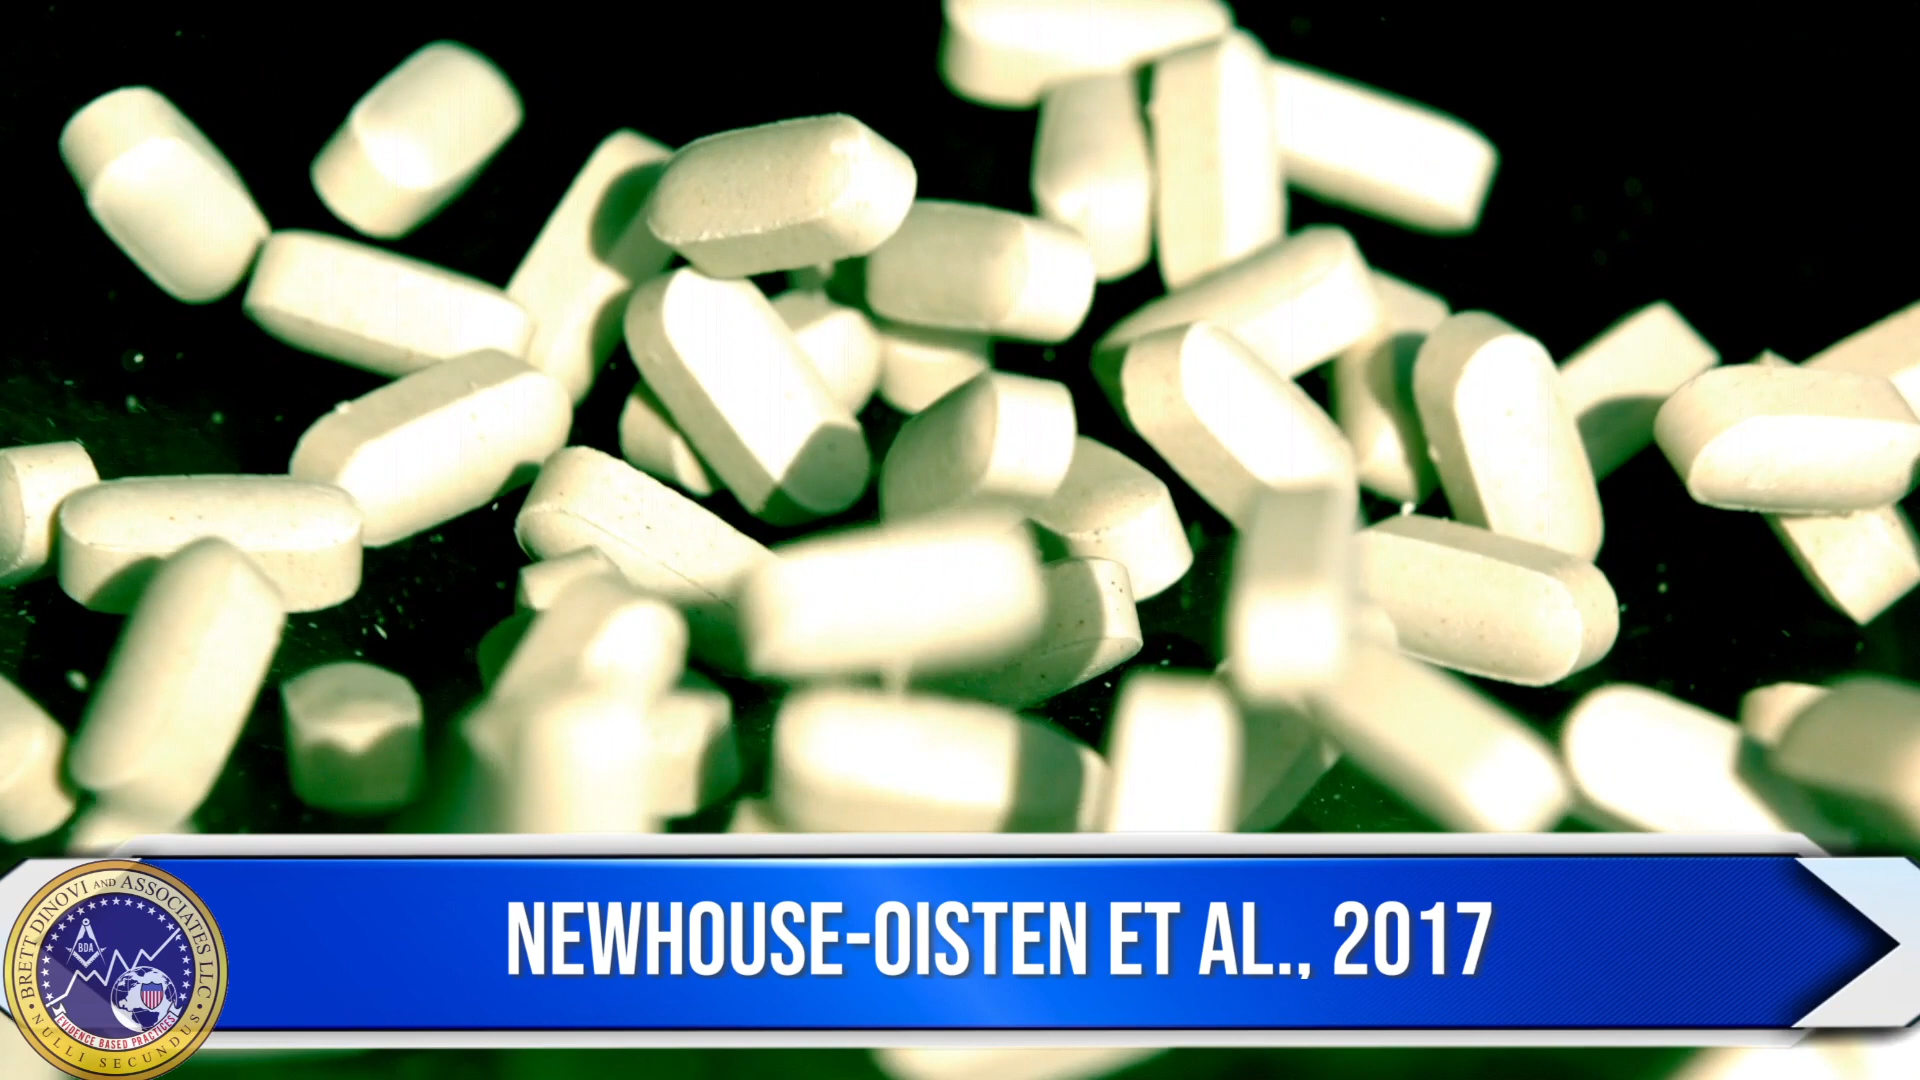 NEWHOUSE-OISTEN ET AL., 2017
BRETT DINOVI AND ASSOCIATES LLC
BDA
EVIDENCE BASED PRACTICES
NULLI SECUNDUS